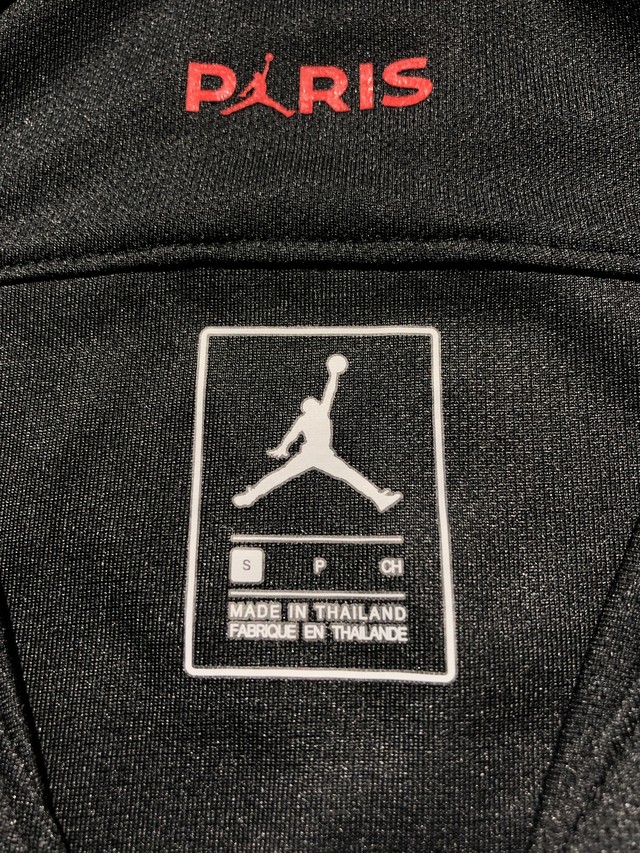 PARIS
S P CH
MADE IN THAILAND
FABRIQUE EN THAILANDE